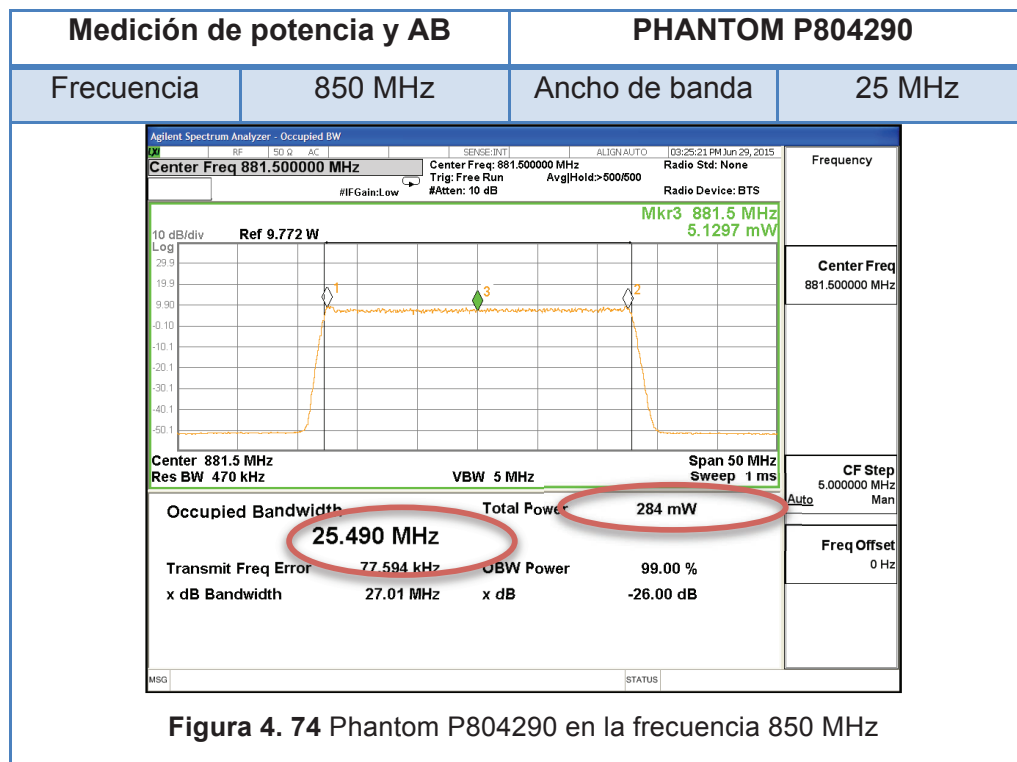 Medición de potencia y AB
PHANTOM P804290
Frecuencia
850 MHz
Ancho de banda
25 MHz
Agilent Spectrum Analyzer - Occupied BW
RF 50 Ω AC SENSE:INT ALIGN AUTO 03:25:21 PM Jun 29, 2015
Center Freq 881.500000 MHz
Center Freq: 881.500000 MHz
Radio Std: None
Trig: Free Run Avg|Hold:>500/500
#IFGain:Low
#Atten: 10 dB
Radio Device: BTS
Frequency
Mkr3 881.5 MHz
5.1297 mW
10 dB/div Ref 9.772 W
Log
29.9
19.9
9.90
-0.10
-10.1
-20.1
-30.1
-40.1
-50.1
1
3
2
Center 881.5 MHz
Span 50 MHz
Res BW 470 kHz
VBW 5 MHz
Sweep 1 ms
Center Freq
881.500000 MHz
CF Step
5.000000 MHz
Auto Man
Freq Offset
0 Hz
Occupied Bandwidth
25.490 MHz
Total Power 284 mW
Transmit Freq Error 77.594 kHz
OBW Power 99.00 %
x dB Bandwidth 27.01 MHz
x dB -26.00 dB
MSG
STATUS
Figura 4. 74 Phantom P804290 en la frecuencia 850 MHz